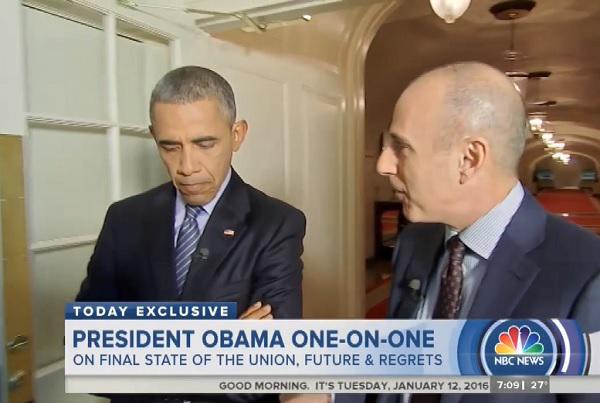 TODAY EXCLUSIVE
PRESIDENT OBAMA ONE-ON-ONE
ON FINAL STATE OF THE UNION, FUTURE & REGRETS
NBC NEWS
GOOD MORNING. IT'S TUESDAY, JANUARY 12, 2016 7:09 27°